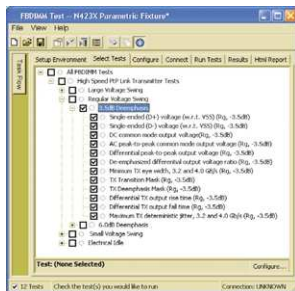 FBDIMM Test -- N423X Parametric Fixture*
File View Help
Task Flow
Setup Environment Select Tests Configure Connect Run Tests Results Html Report
All FBDIMM Tests
High Speed PtP Link Transmitter Tests
Large Voltage Swing
Regular Voltage Swing
3.5dB Deemphasis
Single-ended (D+) voltage (w.r.t. VSS) (Rg, -3.5dB)
Single-ended (D-) voltage (w.r.t. VSS) (Rg, -3.5dB)
DC common mode output voltage(Rg, -3.5dB)
AC peak-to-peak common mode output voltage (Rg, -3.5dB)
Differential peak-to-peak output voltage (Rg, -3.5dB)
De-emphasized differential output voltage ratio (Rg, -3.5dB)
Minimum TX eye width, 3.2 and 4.0 Gb/s (Rg, -3.5dB)
TX Transition Mask (Rg, -3.5dB)
TX Deemphasis Mask (Rg, -3.5dB)
Differential TX output rise time (Rg, -3.5dB)
Differential TX output fall time (Rg, -3.5dB)
Maximum TX deterministic jitter, 3.2 and 4.0 Gb/s (Rg, -3.5dB)
6.0dB Deemphasis
Small Voltage Swing
Electrical Idle
Test: (None Selected)
Configure...
12 Tests Check the test(s) you would like to run Connection: UNKNOWN